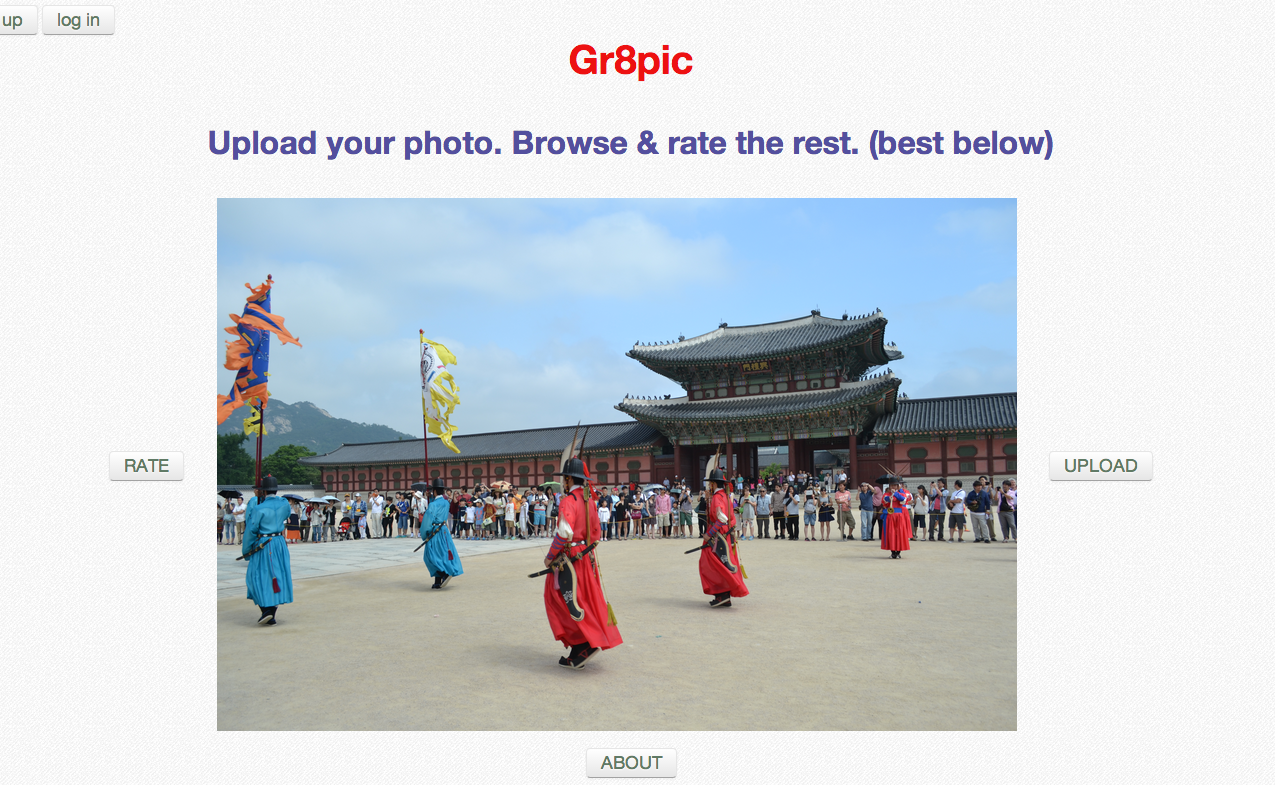 up
log in
Gr8pic
Upload your photo. Browse & rate the rest. (best below)
RATE
UPLOAD
ABOUT